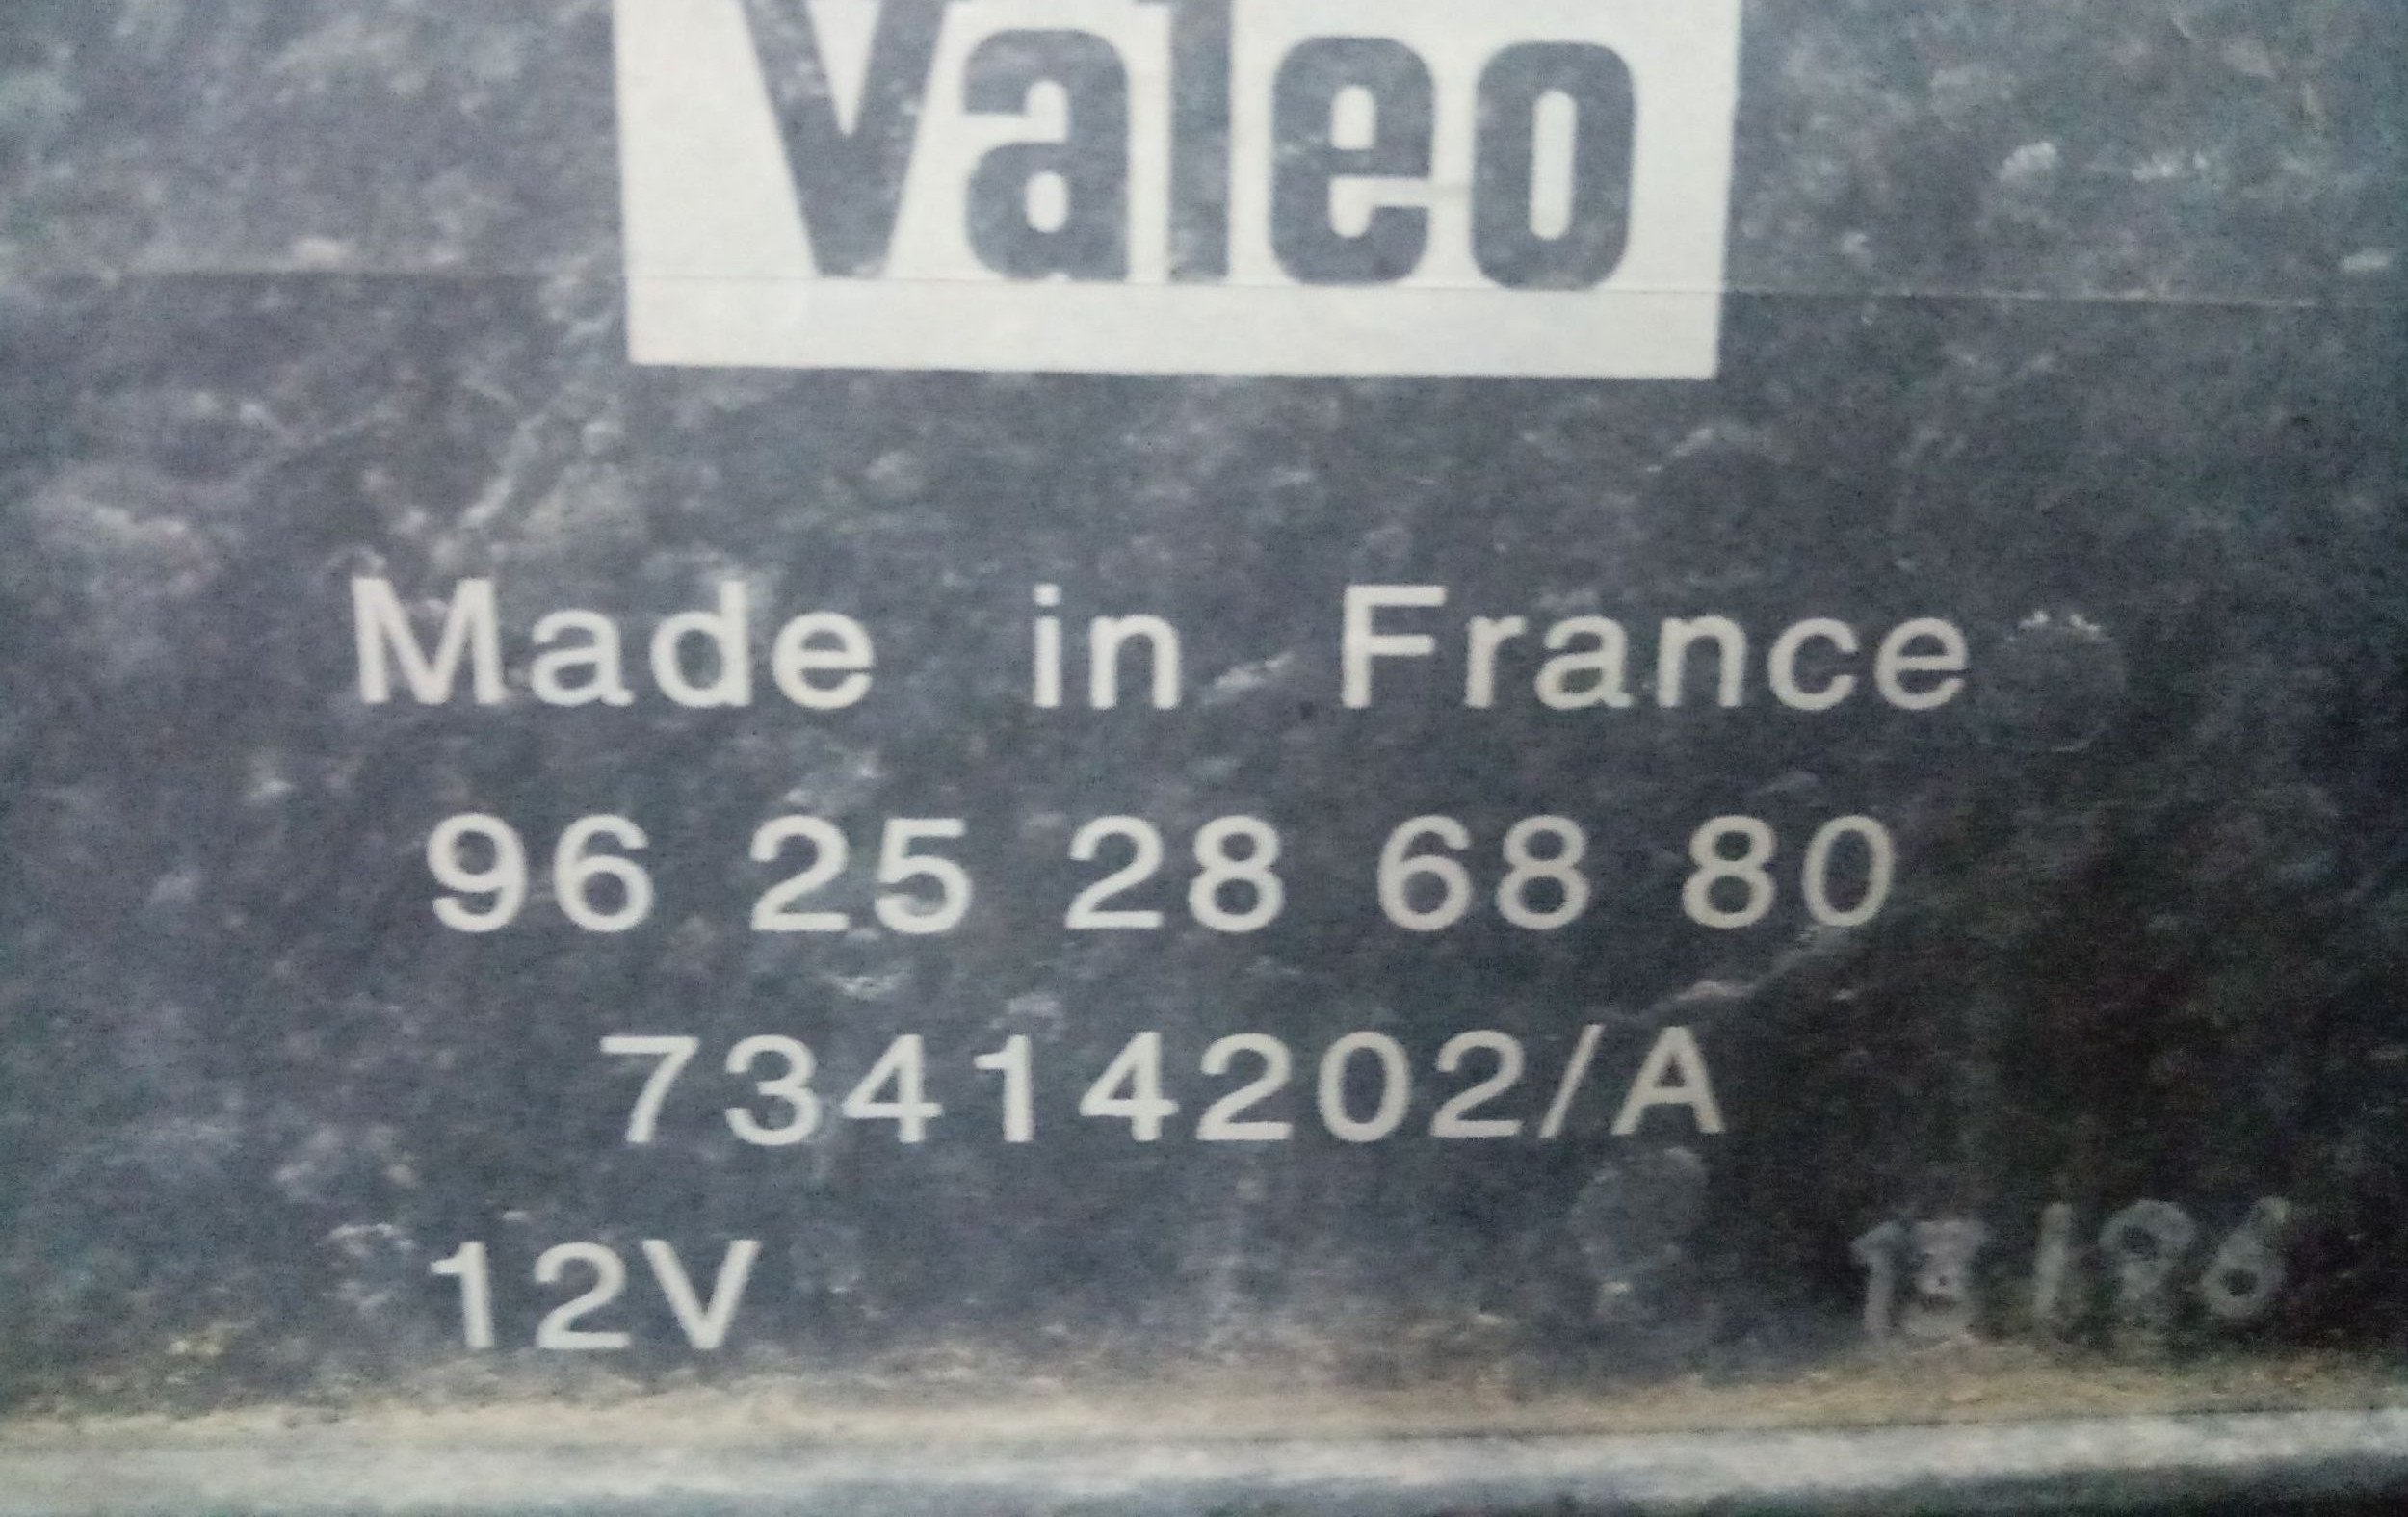 Valeo
Made in France
96 25 28 68 80
73414202/A
12V